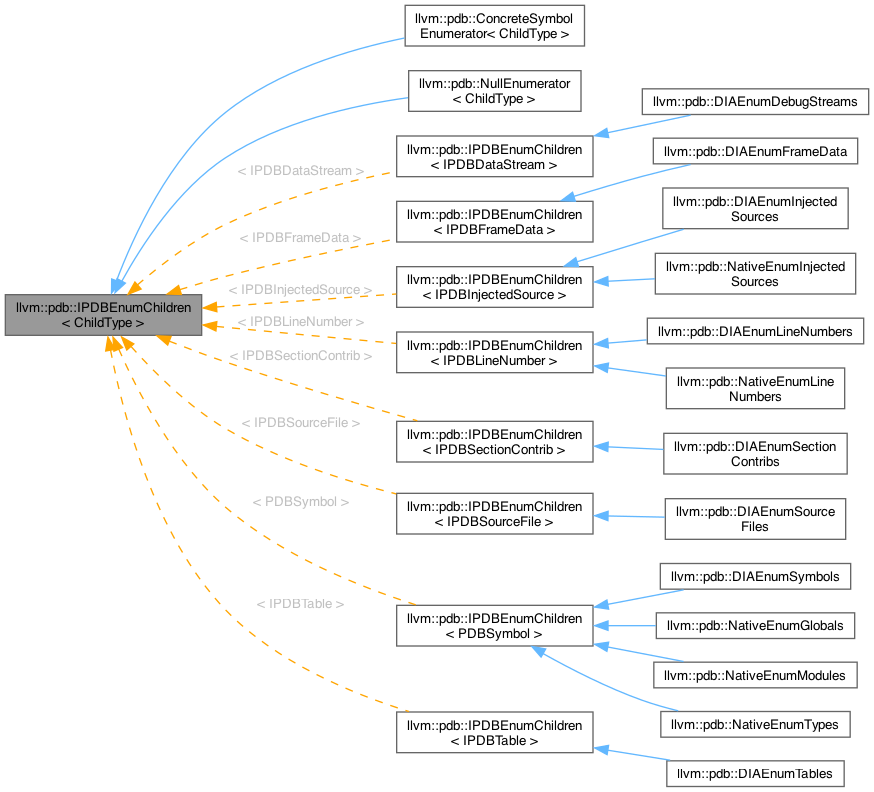 llvm::pdb::IPDBEnumChildren
< ChildType >
llvm::pdb::ConcreteSymbol
Enumerator< ChildType >
llvm::pdb::NullEnumerator
< ChildType >
< IPDBDataStream >
llvm::pdb::IPDBEnumChildren
< IPDBDataStream >
llvm::pdb::DIAEnumDebugStreams
< IPDBFrameData >
llvm::pdb::IPDBEnumChildren
< IPDBFrameData >
llvm::pdb::DIAEnumFrameData
< IPDBInjectedSource >
llvm::pdb::IPDBEnumChildren
< IPDBInjectedSource >
llvm::pdb::DIAEnumInjected
Sources
llvm::pdb::NativeEnumInjected
Sources
< IPDBLineNumber >
llvm::pdb::IPDBEnumChildren
< IPDBLineNumber >
llvm::pdb::DIAEnumLineNumbers
llvm::pdb::NativeEnumLine
Numbers
< IPDBSectionContrib >
llvm::pdb::IPDBEnumChildren
< IPDBSectionContrib >
llvm::pdb::DIAEnumSection
Contribs
< IPDBSourceFile >
llvm::pdb::IPDBEnumChildren
< IPDBSourceFile >
llvm::pdb::DIAEnumSource
Files
< PDBSymbol >
llvm::pdb::IPDBEnumChildren
< PDBSymbol >
llvm::pdb::DIAEnumSymbols
llvm::pdb::NativeEnumGlobals
llvm::pdb::NativeEnumModules
llvm::pdb::NativeEnumTypes
< IPDBTable >
llvm::pdb::IPDBEnumChildren
< IPDBTable >
llvm::pdb::DIAEnumTables